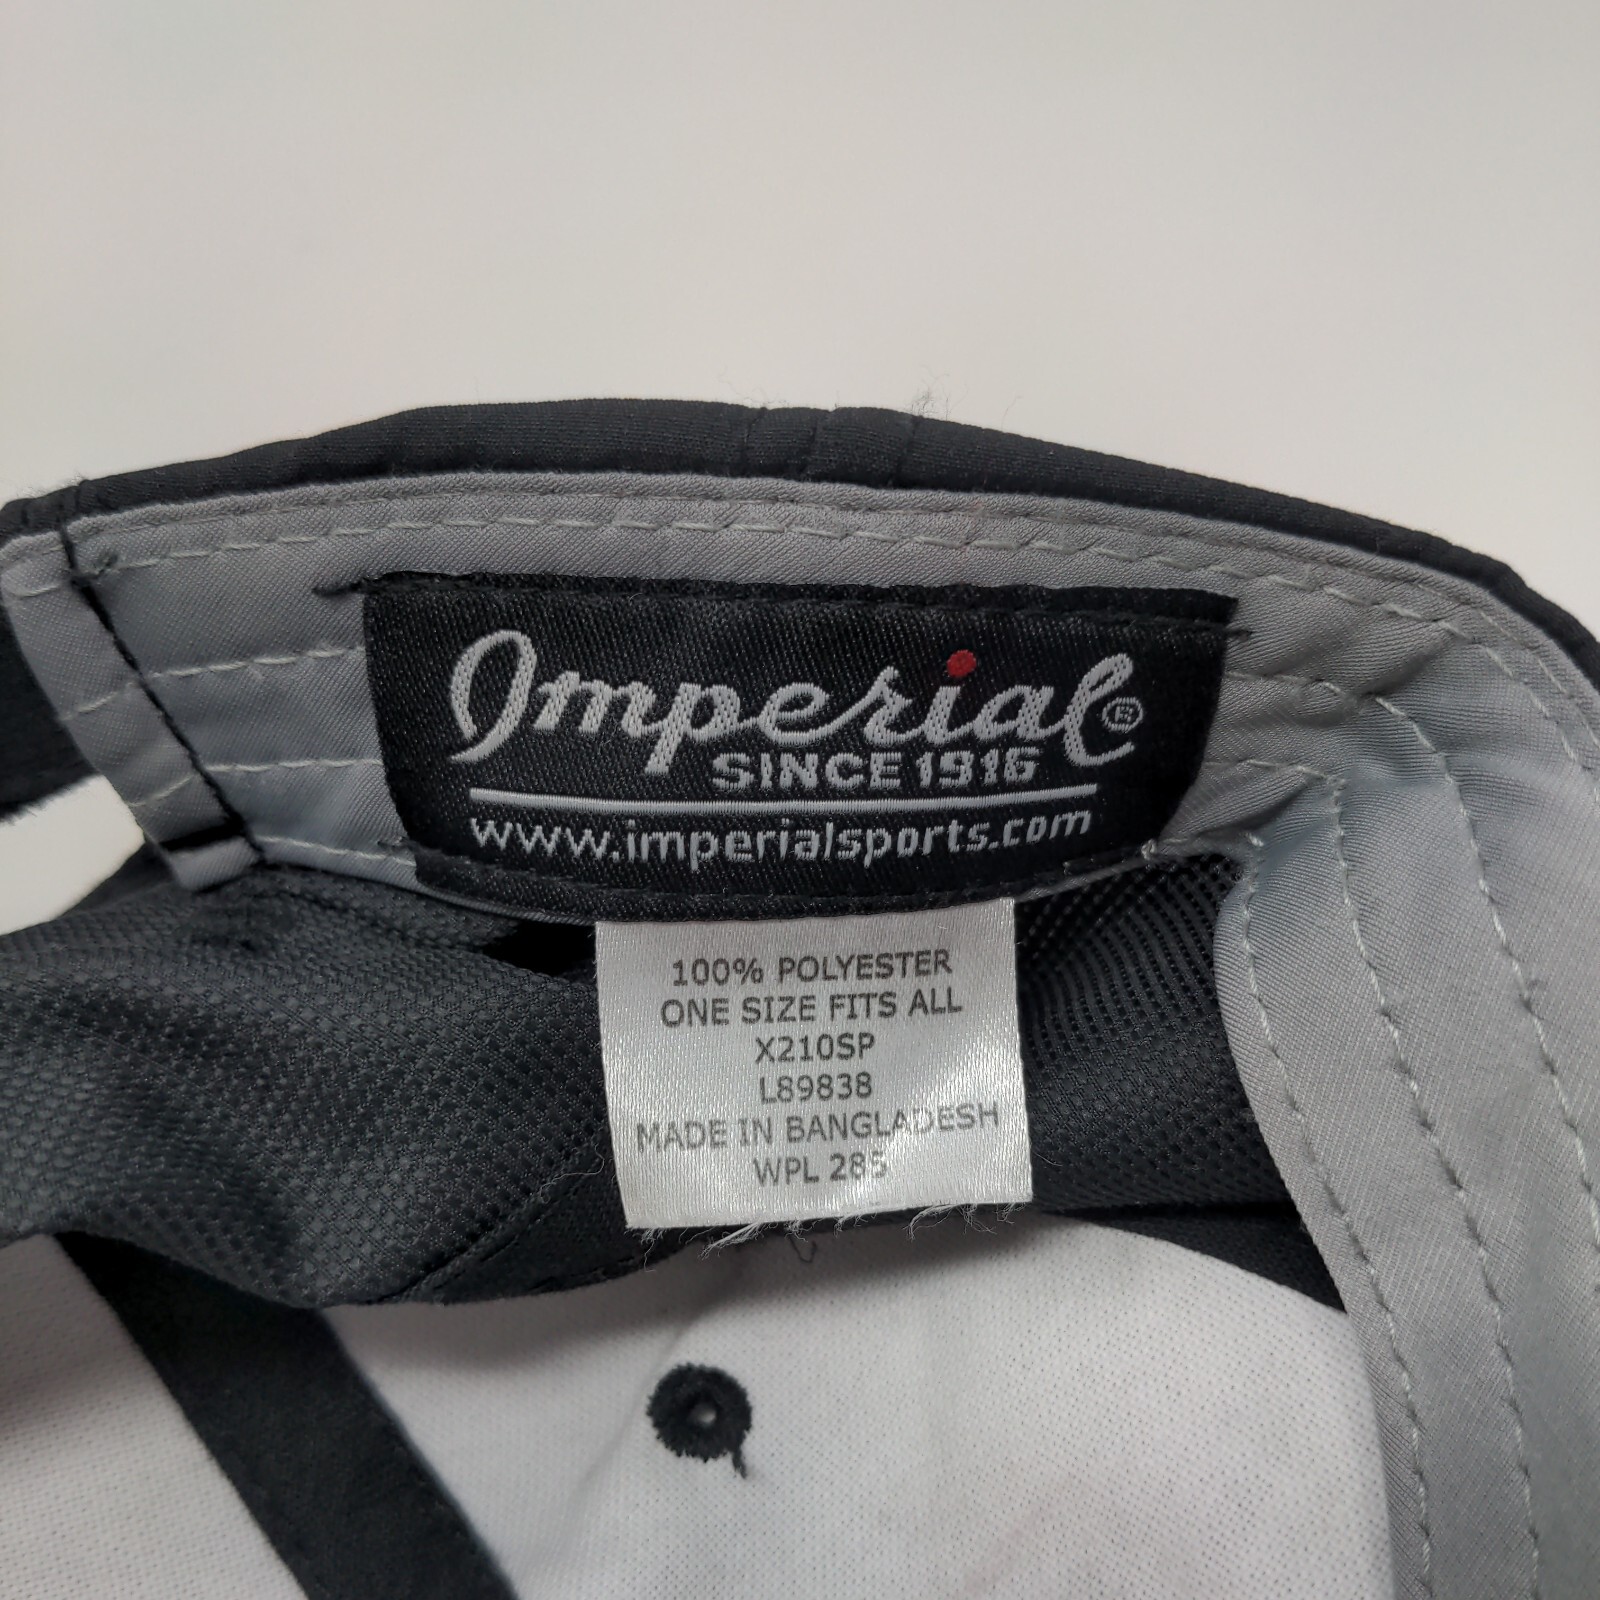 Imperial®
SINCE 1916
www.imperialsports.com
100% POLYESTER
ONE SIZE FITS ALL
X210SP
L89838
MADE IN BANGLADESH
WPL 285